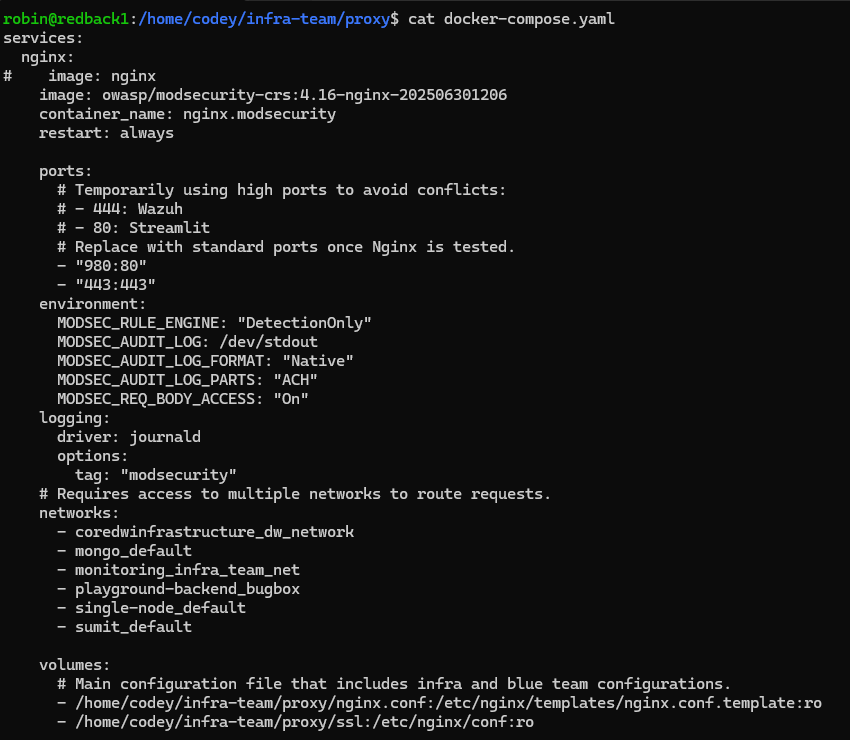 robin@redback1:/home/codey/infra-team/proxy$ cat docker-compose.yaml
services:
  nginx:
#    image: nginx
    image: owasp/modsecurity-crs:4.16-nginx-202506301206
    container_name: nginx.modsecurity
    restart: always

    ports:
      # Temporarily using high ports to avoid conflicts:
      # - 444: Wazuh
      # - 80: Streamlit
      # Replace with standard ports once Nginx is tested.
      - "980:80"
      - "443:443"
    environment:
      MODSEC_RULE_ENGINE: "DetectionOnly"
      MODSEC_AUDIT_LOG: /dev/stdout
      MODSEC_AUDIT_LOG_FORMAT: "Native"
      MODSEC_AUDIT_LOG_PARTS: "ACH"
      MODSEC_REQ_BODY_ACCESS: "On"
    logging:
      driver: journald
      options:
        tag: "modsecurity"
    # Requires access to multiple networks to route requests.
    networks:
      - coredwinfrastructure_dw_network
      - mongo_default
      - monitoring_infra_team_net
      - playground-backend_bugbox
      - single-node_default
      - sumit_default

    volumes:
      # Main configuration file that includes infra and blue team configurations.
      - /home/codey/infra-team/proxy/nginx.conf:/etc/nginx/templates/nginx.conf.template:ro
      - /home/codey/infra-team/proxy/ssl:/etc/nginx/conf:ro